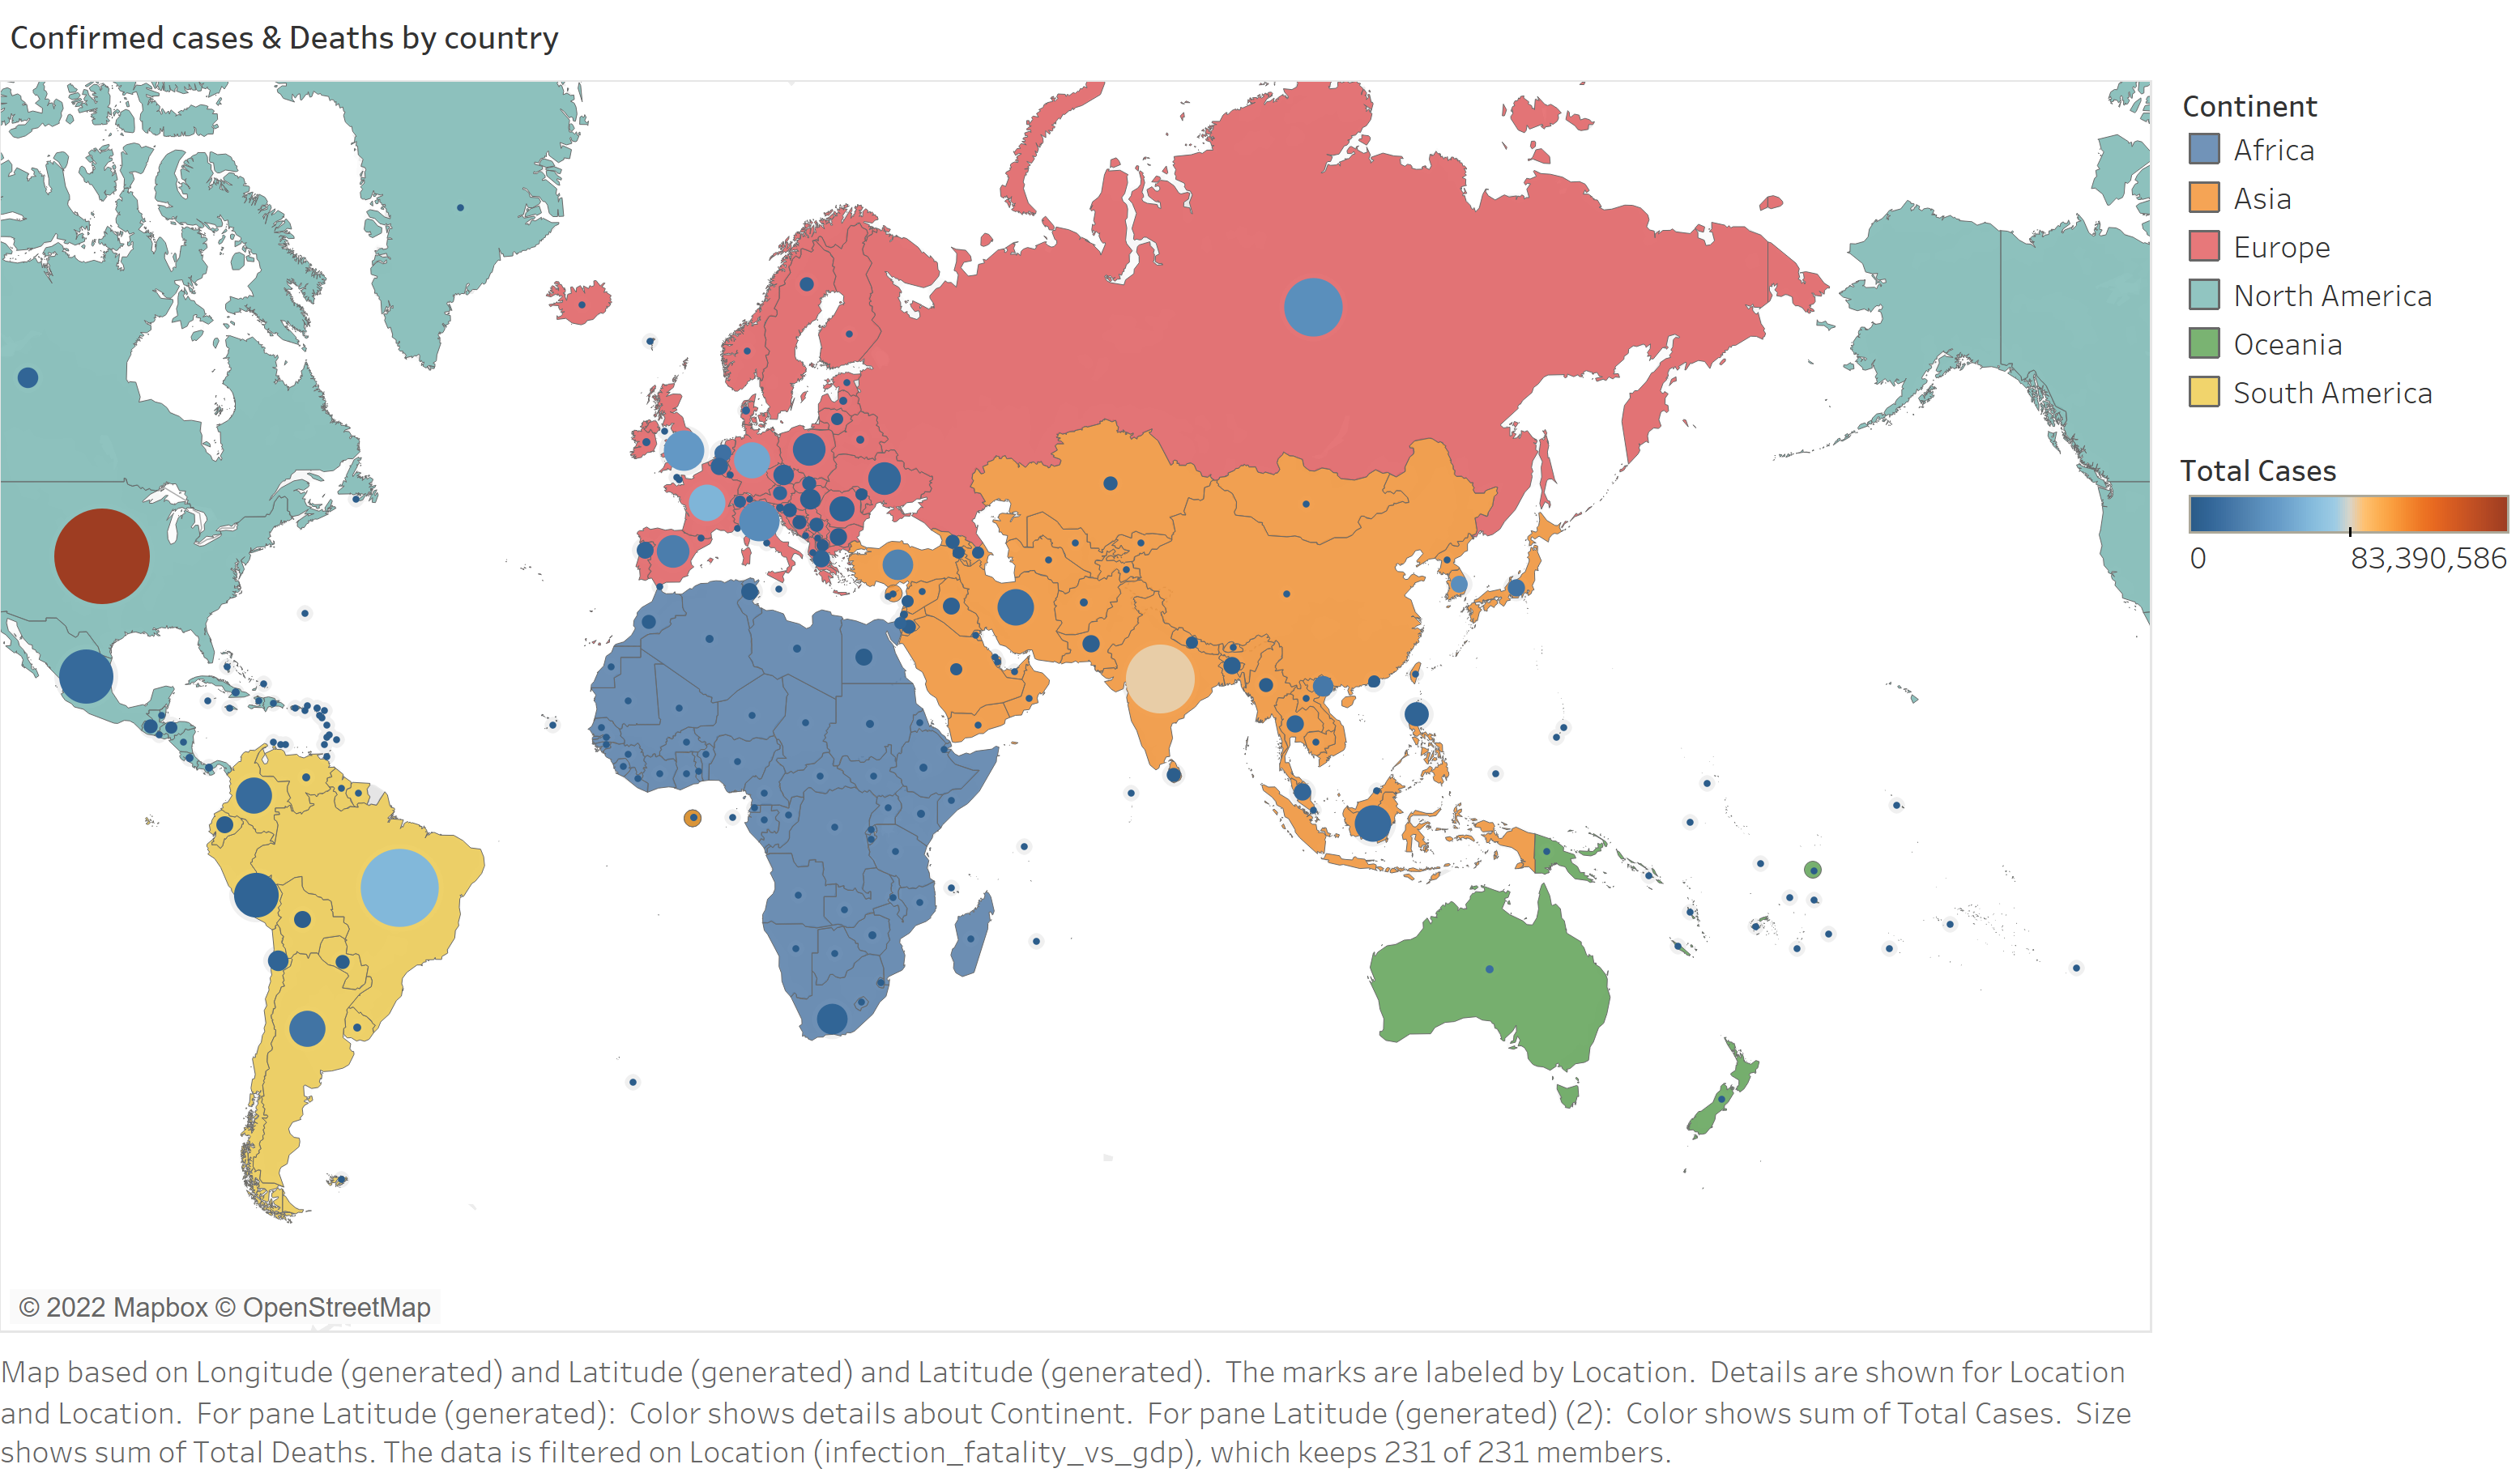 Confirmed cases & Deaths by country
Continent
Africa
Asia
Europe
North America
Oceania
South America
Total Cases
0 83,390,586
© 2022 Mapbox © OpenStreetMap
Map based on Longitude (generated) and Latitude (generated) and Latitude (generated).  The marks are labeled by Location.  Details are shown for Location
and Location.  For pane Latitude (generated):  Color shows details about Continent.  For pane Latitude (generated) (2):  Color shows sum of Total Cases.  Size
shows sum of Total Deaths. The data is filtered on Location (infection_fatality_vs_gdp), which keeps 231 of 231 members.